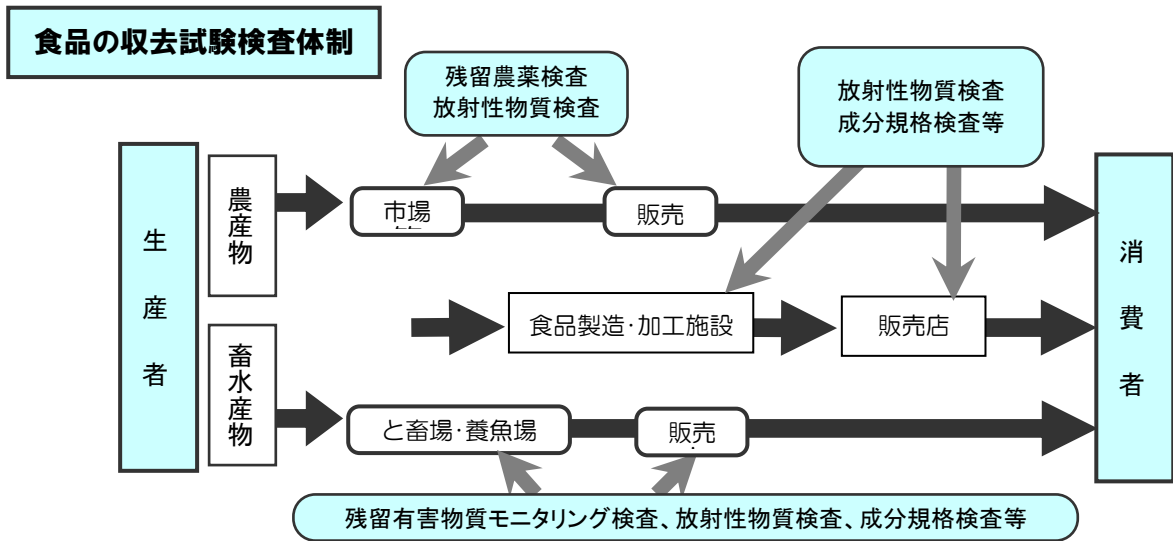 食品の収去試験検査体制
残留農薬検査
放射性物質検査
放射性物質検査
成分規格検査等
生産者
農産物
市場
販売
消費者
食品製造・加工施設
販売店
畜水産物
と畜場・養魚場
販売
残留有害物質モニタリング検査、放射性物質検査、成分規格検査等